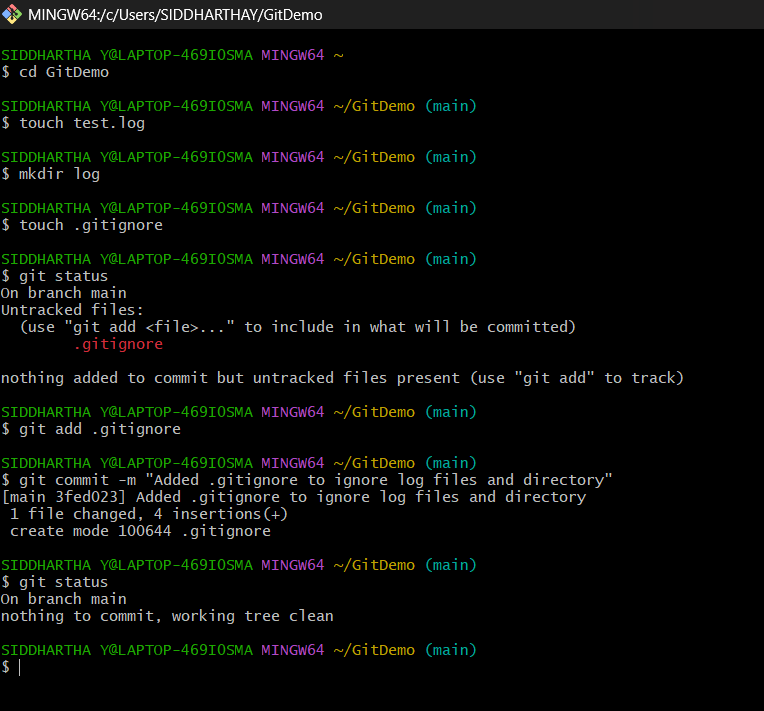 MINGW64:/c/Users/SIDDHARTHAY/GitDemo
SIDDHARTHA Y@LAPTOP-469IOSMA MINGW64 ~
$ cd GitDemo
SIDDHARTHA Y@LAPTOP-469IOSMA MINGW64 ~/GitDemo (main)
$ touch test.log
SIDDHARTHA Y@LAPTOP-469IOSMA MINGW64 ~/GitDemo (main)
$ mkdir log
SIDDHARTHA Y@LAPTOP-469IOSMA MINGW64 ~/GitDemo (main)
$ touch .gitignore
SIDDHARTHA Y@LAPTOP-469IOSMA MINGW64 ~/GitDemo (main)
$ git status
On branch main
Untracked files:
  (use "git add <file>..." to include in what will be committed)
        .gitignore
nothing added to commit but untracked files present (use "git add" to track)
SIDDHARTHA Y@LAPTOP-469IOSMA MINGW64 ~/GitDemo (main)
$ git add .gitignore
SIDDHARTHA Y@LAPTOP-469IOSMA MINGW64 ~/GitDemo (main)
$ git commit -m "Added .gitignore to ignore log files and directory"
[main 3fed023] Added .gitignore to ignore log files and directory
 1 file changed, 4 insertions(+)
 create mode 100644 .gitignore
SIDDHARTHA Y@LAPTOP-469IOSMA MINGW64 ~/GitDemo (main)
$ git status
On branch main
nothing to commit, working tree clean
SIDDHARTHA Y@LAPTOP-469IOSMA MINGW64 ~/GitDemo (main)
$